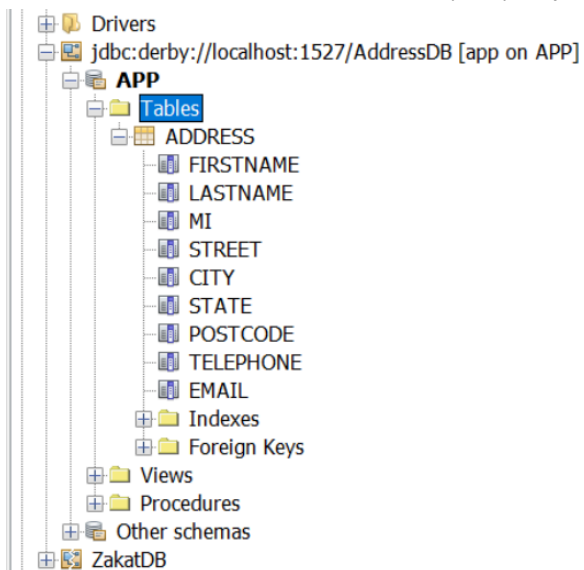 Drivers
jdbc:derby://localhost:1527/AddressDB [app on APP]
APP
Tables
ADDRESS
FIRSTNAME
LASTNAME
MI
STREET
CITY
STATE
POSTCODE
TELEPHONE
EMAIL
Indexes
Foreign Keys
Views
Procedures
Other schemas
ZakatDB